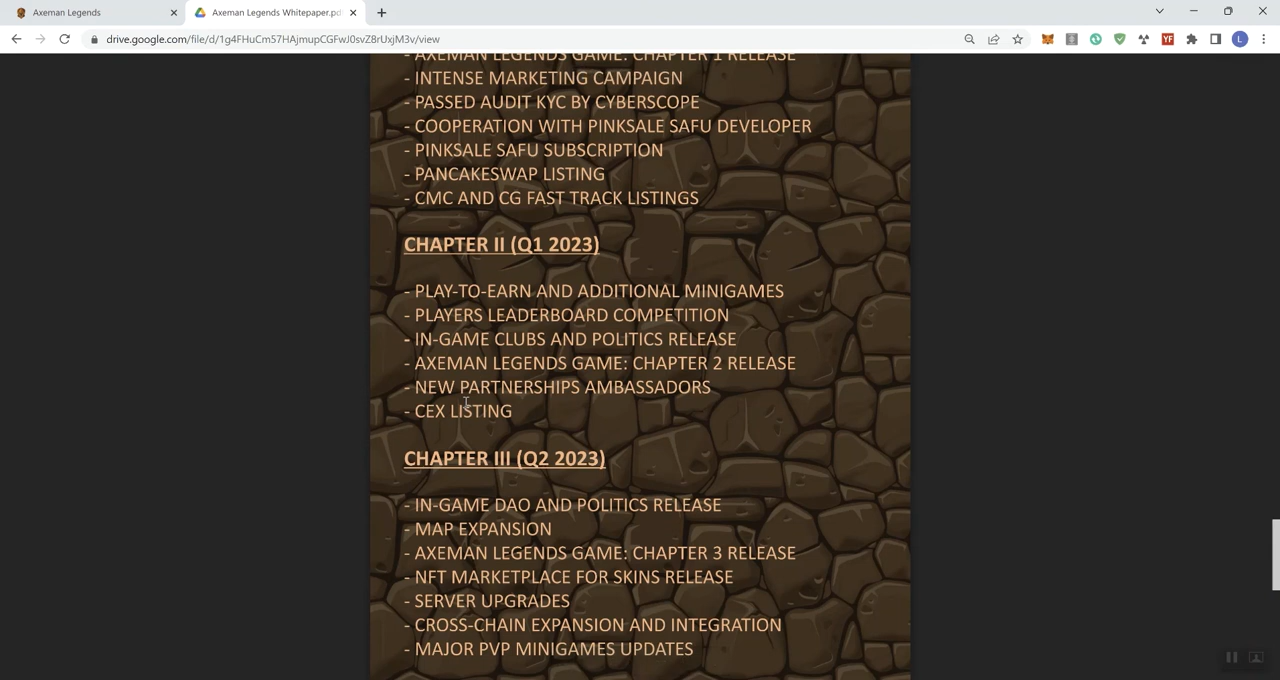 Axeman Legends
Axeman Legends Whitepaper.pd
drive.google.com/file/d/1g4FHuCm57HAjmupCGFwJ0svZ8rUxjM3v/view
YF
L
- AXEMAN LEGENDS GAME: CHAPTER 1 RELEASE
- INTENSE MARKETING CAMPAIGN
- PASSED AUDIT KYC BY CYBERSCOPE
- COOPERATION WITH PINKSALE SAFU DEVELOPER
- PINKSALE SAFU SUBSCRIPTION
- PANCAKESWAP LISTING
- CMC AND CG FAST TRACK LISTINGS
CHAPTER II (Q1 2023)
- PLAY-TO-EARN AND ADDITIONAL MINIGAMES
- PLAYERS LEADERBOARD COMPETITION
- IN-GAME CLUBS AND POLITICS RELEASE
- AXEMAN LEGENDS GAME: CHAPTER 2 RELEASE
- NEW PARTNERSHIPS AMBASSADORS
- CEX LISTING
CHAPTER III (Q2 2023)
- IN-GAME DAO AND POLITICS RELEASE
- MAP EXPANSION
- AXEMAN LEGENDS GAME: CHAPTER 3 RELEASE
- NFT MARKETPLACE FOR SKINS RELEASE
- SERVER UPGRADES
- CROSS-CHAIN EXPANSION AND INTEGRATION
- MAJOR PVP MINIGAMES UPDATES